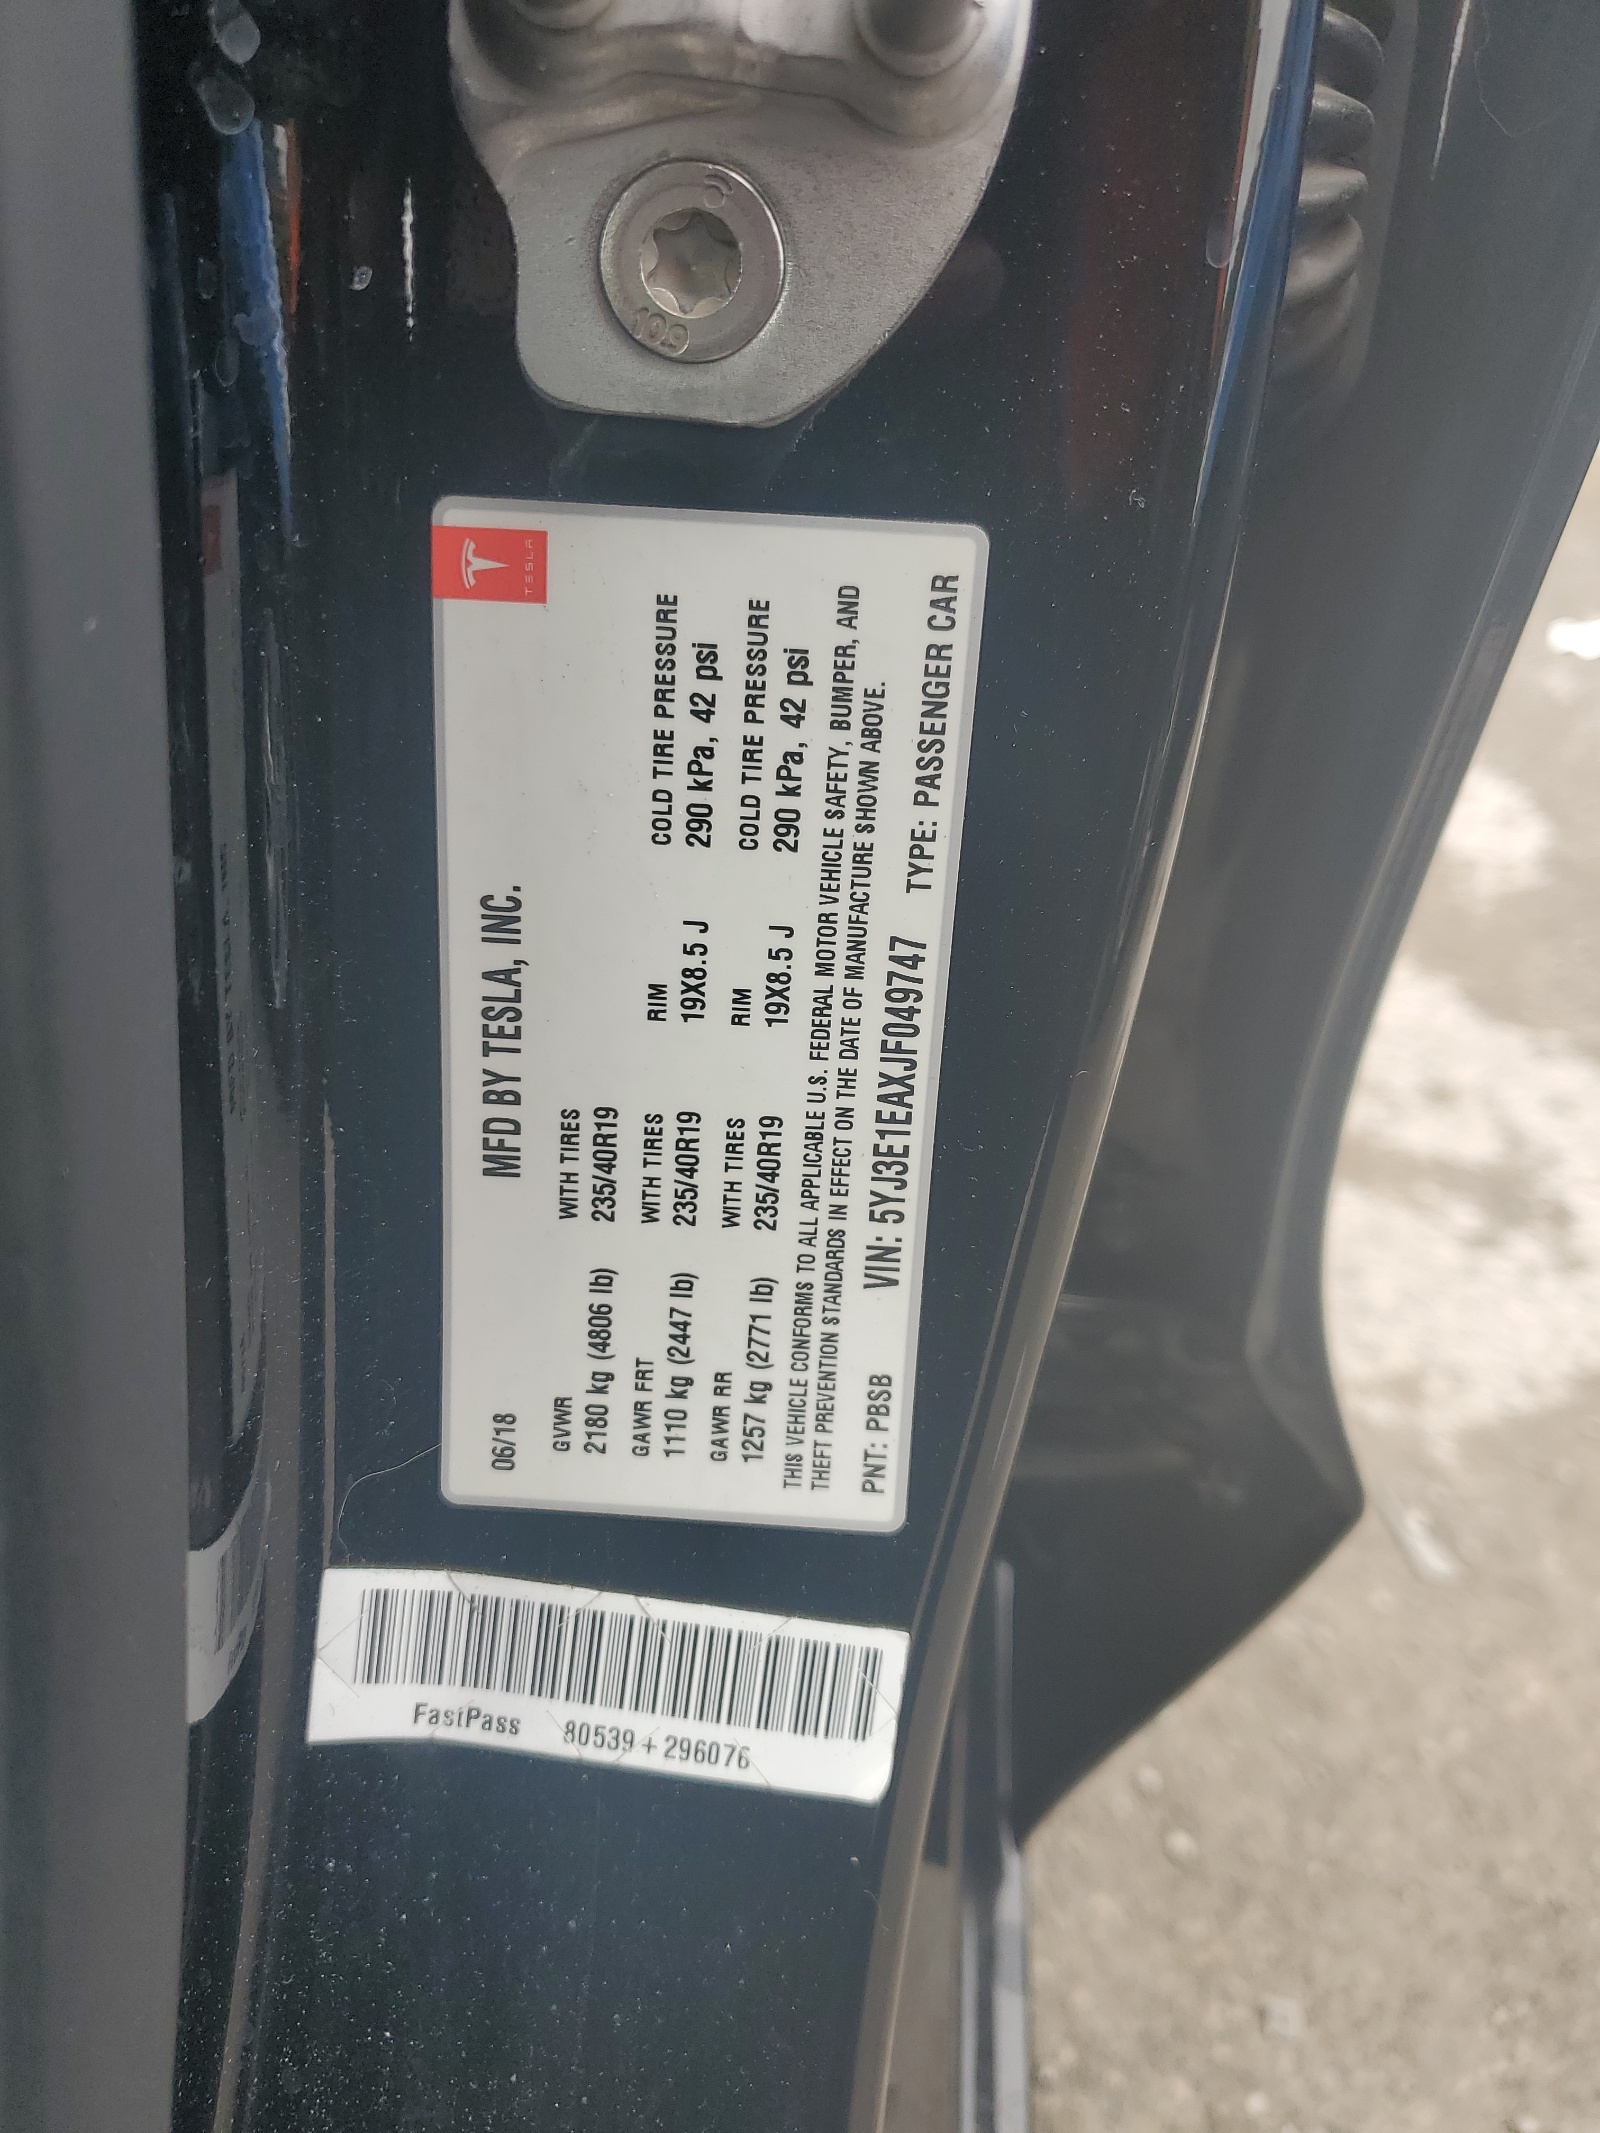 TESLA
MFD BY TESLA, INC.
06/18
GVWR WITH TIRES
2180 kg (4806 lb) 235/40R19
GAWR FRT WITH TIRES RIM COLD TIRE PRESSURE
1110 kg (2447 lb) 235/40R19 19X8.5 J 290 kPa, 42 psi
GAWR RR WITH TIRES RIM COLD TIRE PRESSURE
1257 kg (2771 lb) 235/40R19 19X8.5 J 290 kPa, 42 psi
THIS VEHICLE CONFORMS TO ALL APPLICABLE U.S. FEDERAL MOTOR VEHICLE SAFETY, BUMPER, AND
THEFT PREVENTION STANDARDS IN EFFECT ON THE DATE OF MANUFACTURE SHOWN ABOVE.
PNT: PBSB VIN: 5YJ3E1EAXJF049747 TYPE: PASSENGER CAR
FastPass 80539+296076
10.9